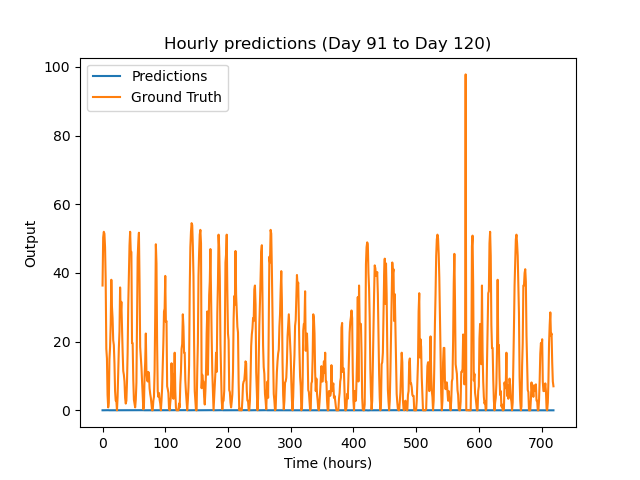 Hourly predictions (Day 91 to Day 120)
Predictions
Ground Truth
Output
100
80
60
40
20
0
0 100 200 300 400 500 600 700
Time (hours)